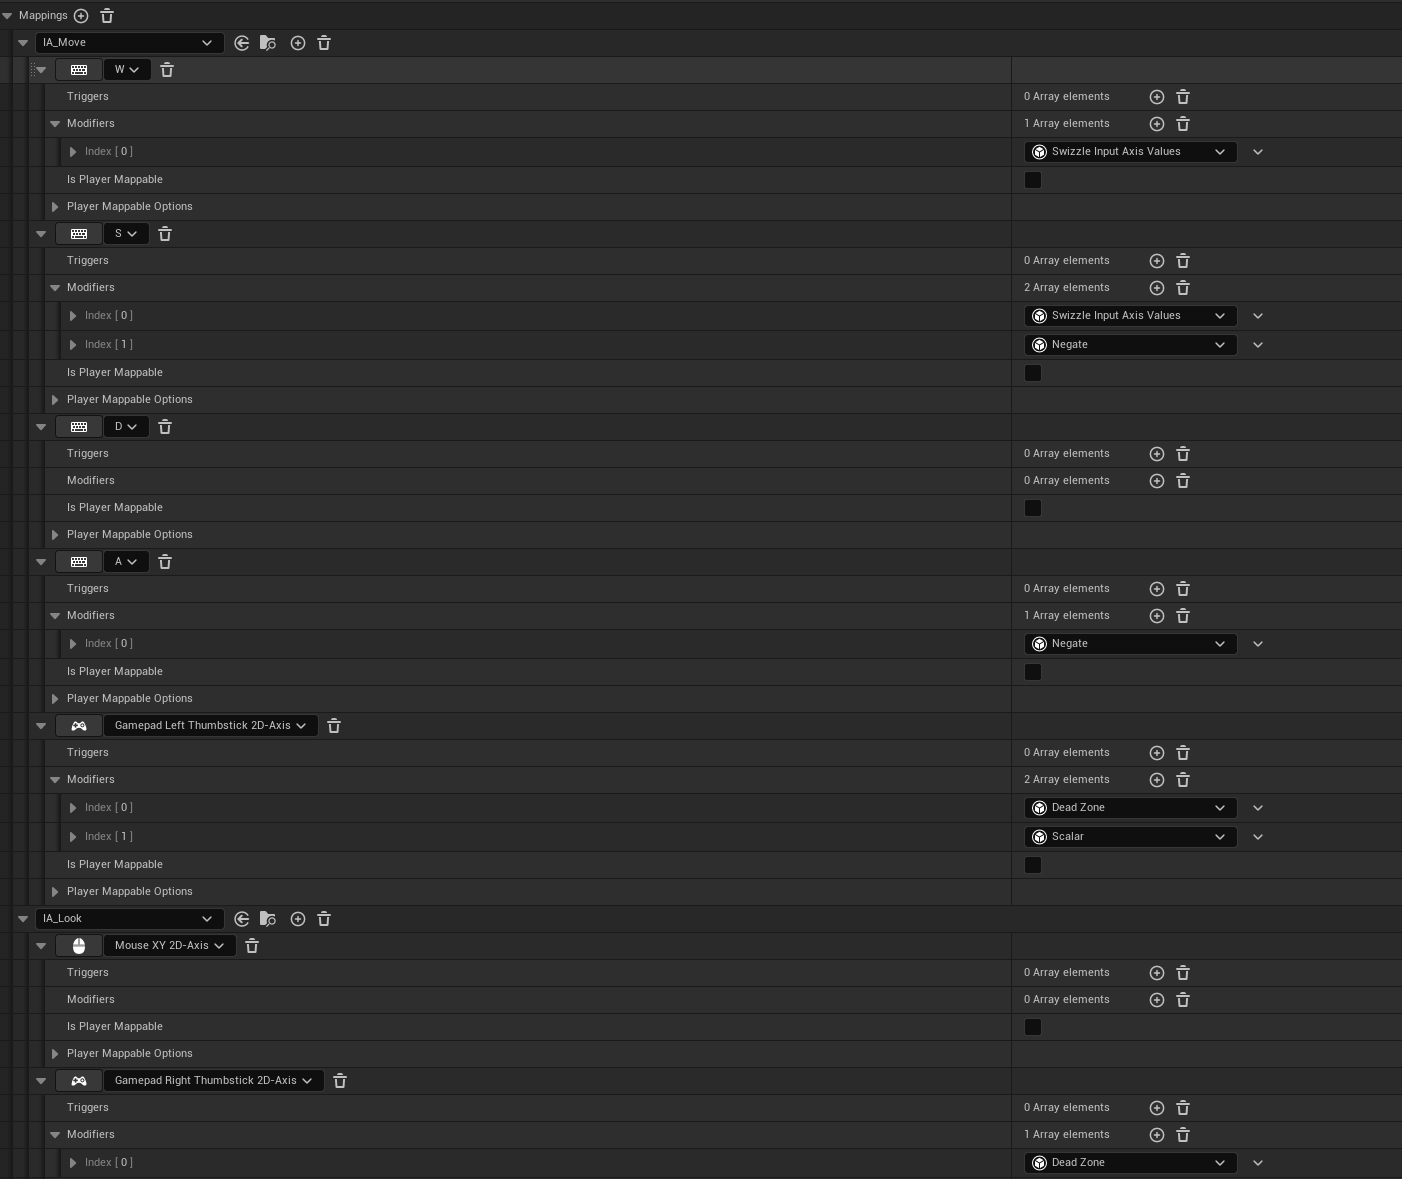 Mappings
IA_Move
W
Triggers 0 Array elements
Modifiers 1 Array elements
Index [ 0 ] Swizzle Input Axis Values
Is Player Mappable
Player Mappable Options
S
Triggers 0 Array elements
Modifiers 2 Array elements
Index [ 0 ] Swizzle Input Axis Values
Index [ 1 ] Negate
Is Player Mappable
Player Mappable Options
D
Triggers 0 Array elements
Modifiers 0 Array elements
Is Player Mappable
Player Mappable Options
A
Triggers 0 Array elements
Modifiers 1 Array elements
Index [ 0 ] Negate
Is Player Mappable
Player Mappable Options
Gamepad Left Thumbstick 2D-Axis
Triggers 0 Array elements
Modifiers 2 Array elements
Index [ 0 ] Dead Zone
Index [ 1 ] Scalar
Is Player Mappable
Player Mappable Options
IA_Look
Mouse XY 2D-Axis
Triggers 0 Array elements
Modifiers 0 Array elements
Is Player Mappable
Player Mappable Options
Gamepad Right Thumbstick 2D-Axis
Triggers 0 Array elements
Modifiers 1 Array elements
Index [ 0 ] Dead Zone